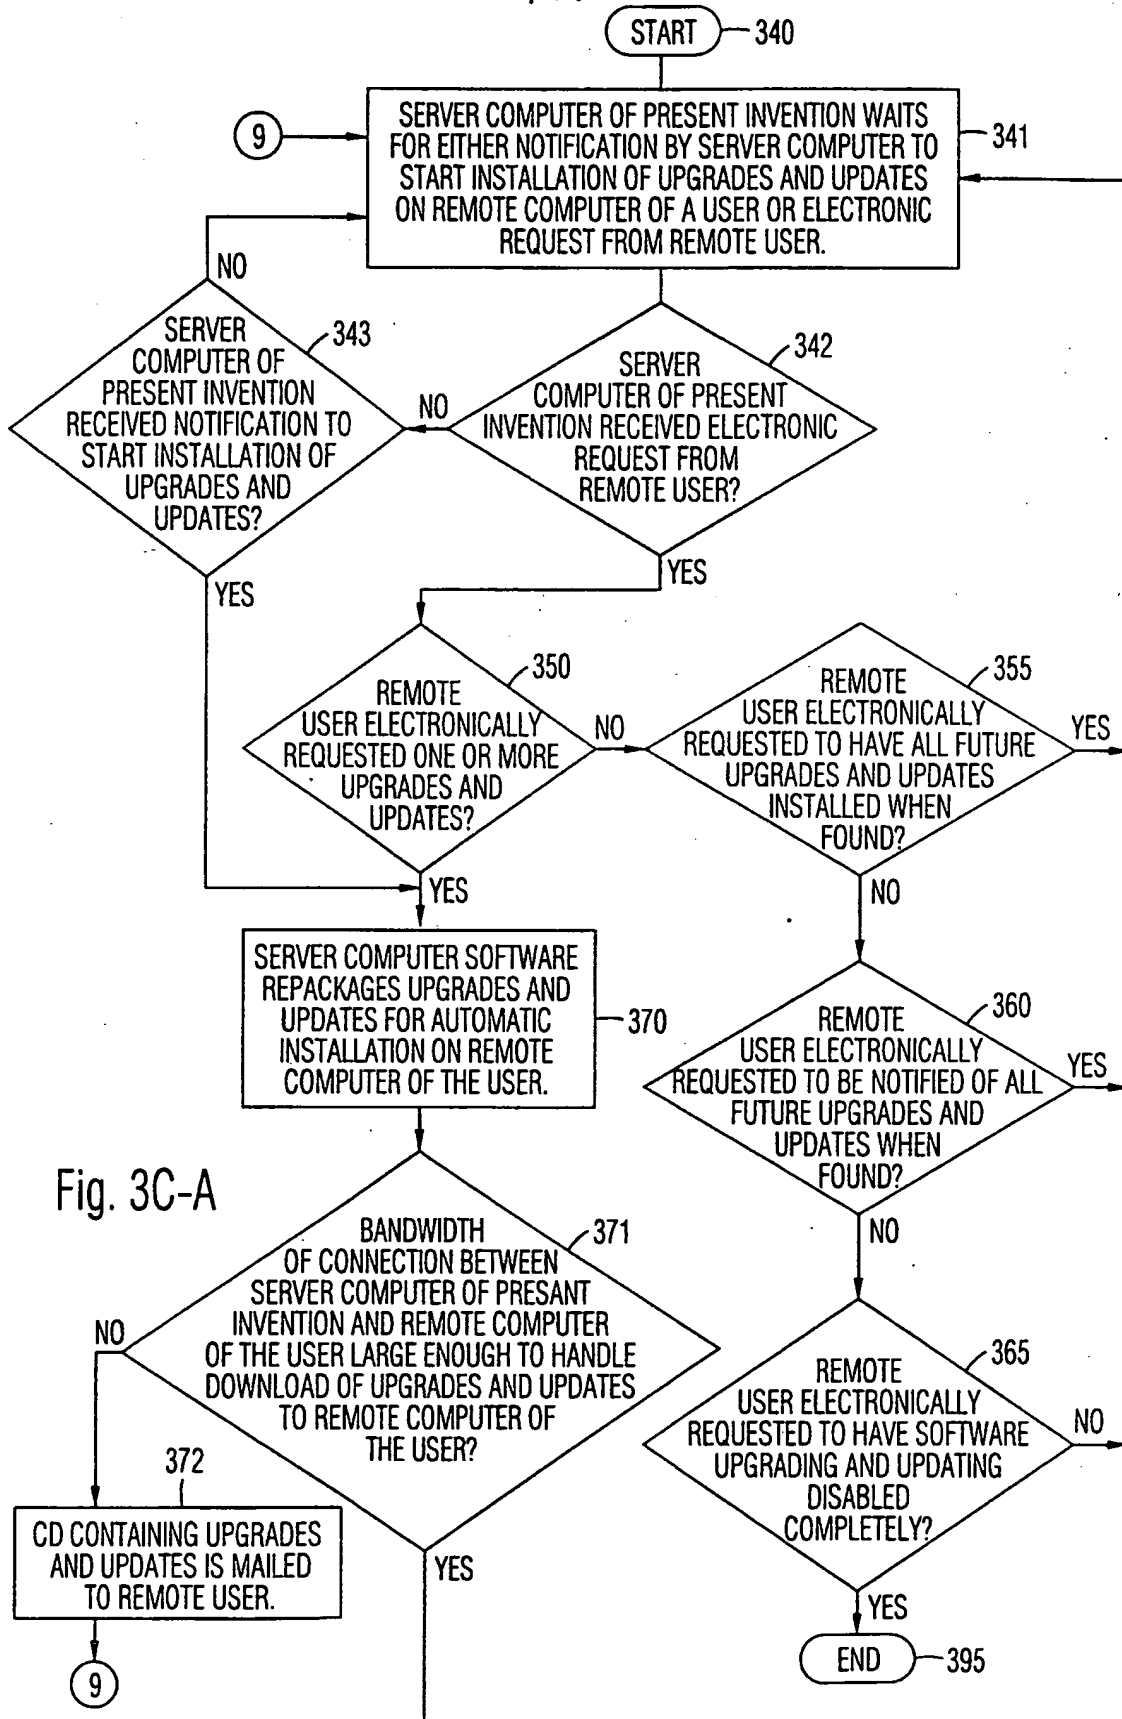 START
340
SERVER COMPUTER OF PRESENT INVENTION WAITS
FOR EITHER NOTIFICATION BY SERVER COMPUTER TO
START INSTALLATION OF UPGRADES AND UPDATES
ON REMOTE COMPUTER OF A USER OR ELECTRONIC
REQUEST FROM REMOTE USER.
341
9
NO
SERVER
COMPUTER OF
PRESENT INVENTION
RECEIVED NOTIFICATION TO
START INSTALLATION OF
UPGRADES AND
UPDATES?
343
YES
NO
SERVER
COMPUTER OF PRESENT
INVENTION RECEIVED ELECTRONIC
REQUEST FROM
REMOTE USER?
342
YES
REMOTE
USER ELECTRONICALLY
REQUESTED ONE OR MORE
UPGRADES AND
UPDATES?
350
NO
YES
REMOTE
USER ELECTRONICALLY
REQUESTED TO HAVE ALL FUTURE
UPGRADES AND UPDATES
INSTALLED WHEN
FOUND?
355
YES
NO
SERVER COMPUTER SOFTWARE
REPACKAGES UPGRADES AND
UPDATES FOR AUTOMATIC
INSTALLATION ON REMOTE
COMPUTER OF THE USER.
370
REMOTE
USER ELECTRONICALLY
REQUESTED TO BE NOTIFIED OF ALL
FUTURE UPGRADES AND
UPDATES WHEN
FOUND?
360
YES
NO
Fig. 3C-A
BANDWIDTH
OF CONNECTION BETWEEN
SERVER COMPUTER OF PRESANT
INVENTION AND REMOTE COMPUTER
OF THE USER LARGE ENOUGH TO HANDLE
DOWNLOAD OF UPGRADES AND UPDATES
TO REMOTE COMPUTER OF
THE USER?
371
NO
YES
REMOTE
USER ELECTRONICALLY
REQUESTED TO HAVE SOFTWARE
UPGRADING AND UPDATING
DISABLED
COMPLETELY?
365
NO
YES
372
CD CONTAINING UPGRADES
AND UPDATES IS MAILED
TO REMOTE USER.
9
END
395